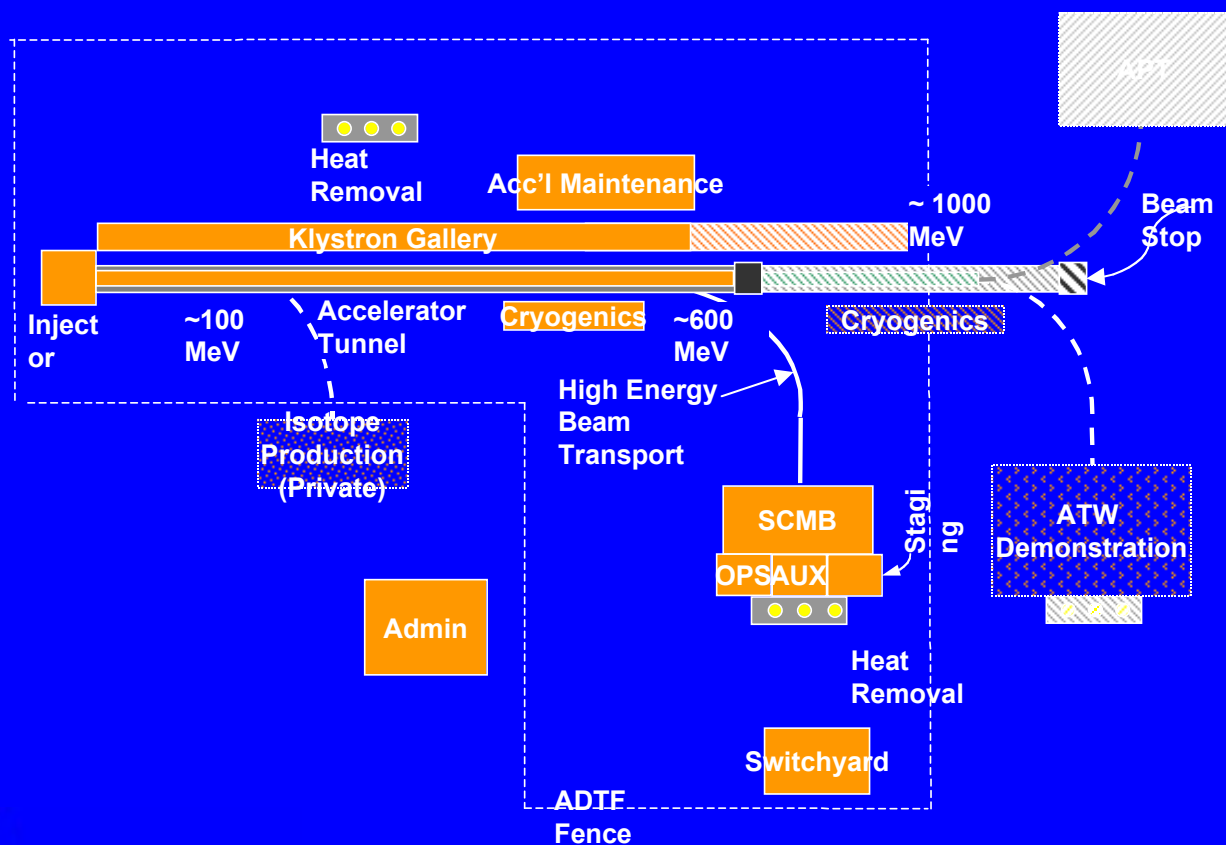 APT
Heat
Removal
Acc'l Maintenance
~ 1000
MeV
Beam
Stop
Klystron Gallery
Inject
or
~100
MeV
Accelerator
Tunnel
Cryogenics
~600
MeV
Cryogenics
High Energy
Beam
Transport
Isotope
Production
(Private)
SCMB
Stagi
ng
ATW
Demonstration
OPS
AUX
Admin
Heat
Removal
Switchyard
ADTF
Fence